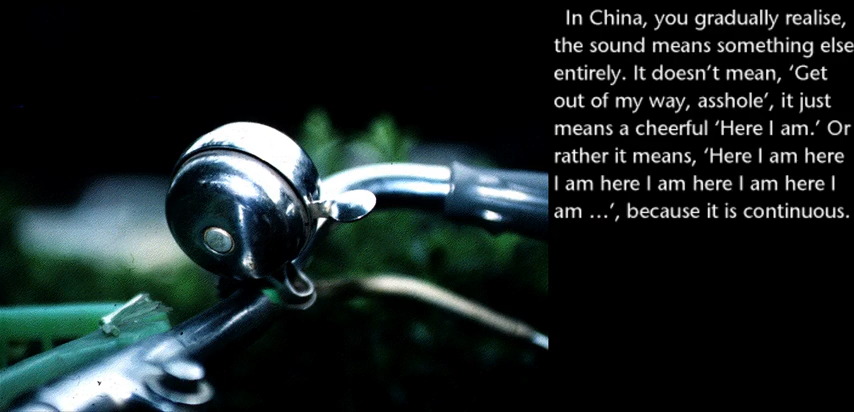 In China, you gradually realise,
the sound means something else
entirely. It doesn't mean, ‘Get
out of my way, asshole’, it just
means a cheerful ‘Here I am.’ Or
rather it means, ‘Here I am here
I am here I am here I am here I
am …’, because it is continuous.